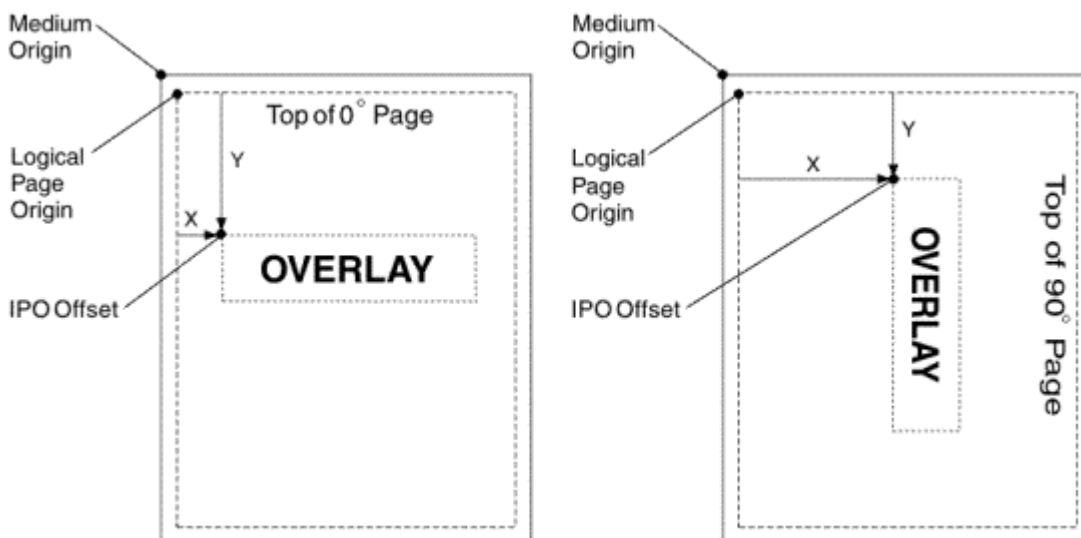 Medium
Origin
Top of 0° Page
Y
Logical
Page
Origin
X
OVERLAY
IPO Offset
Medium
Origin
Logical
Page
Origin
Y
X
Top of 90° Page
OVERLAY
IPO Offset